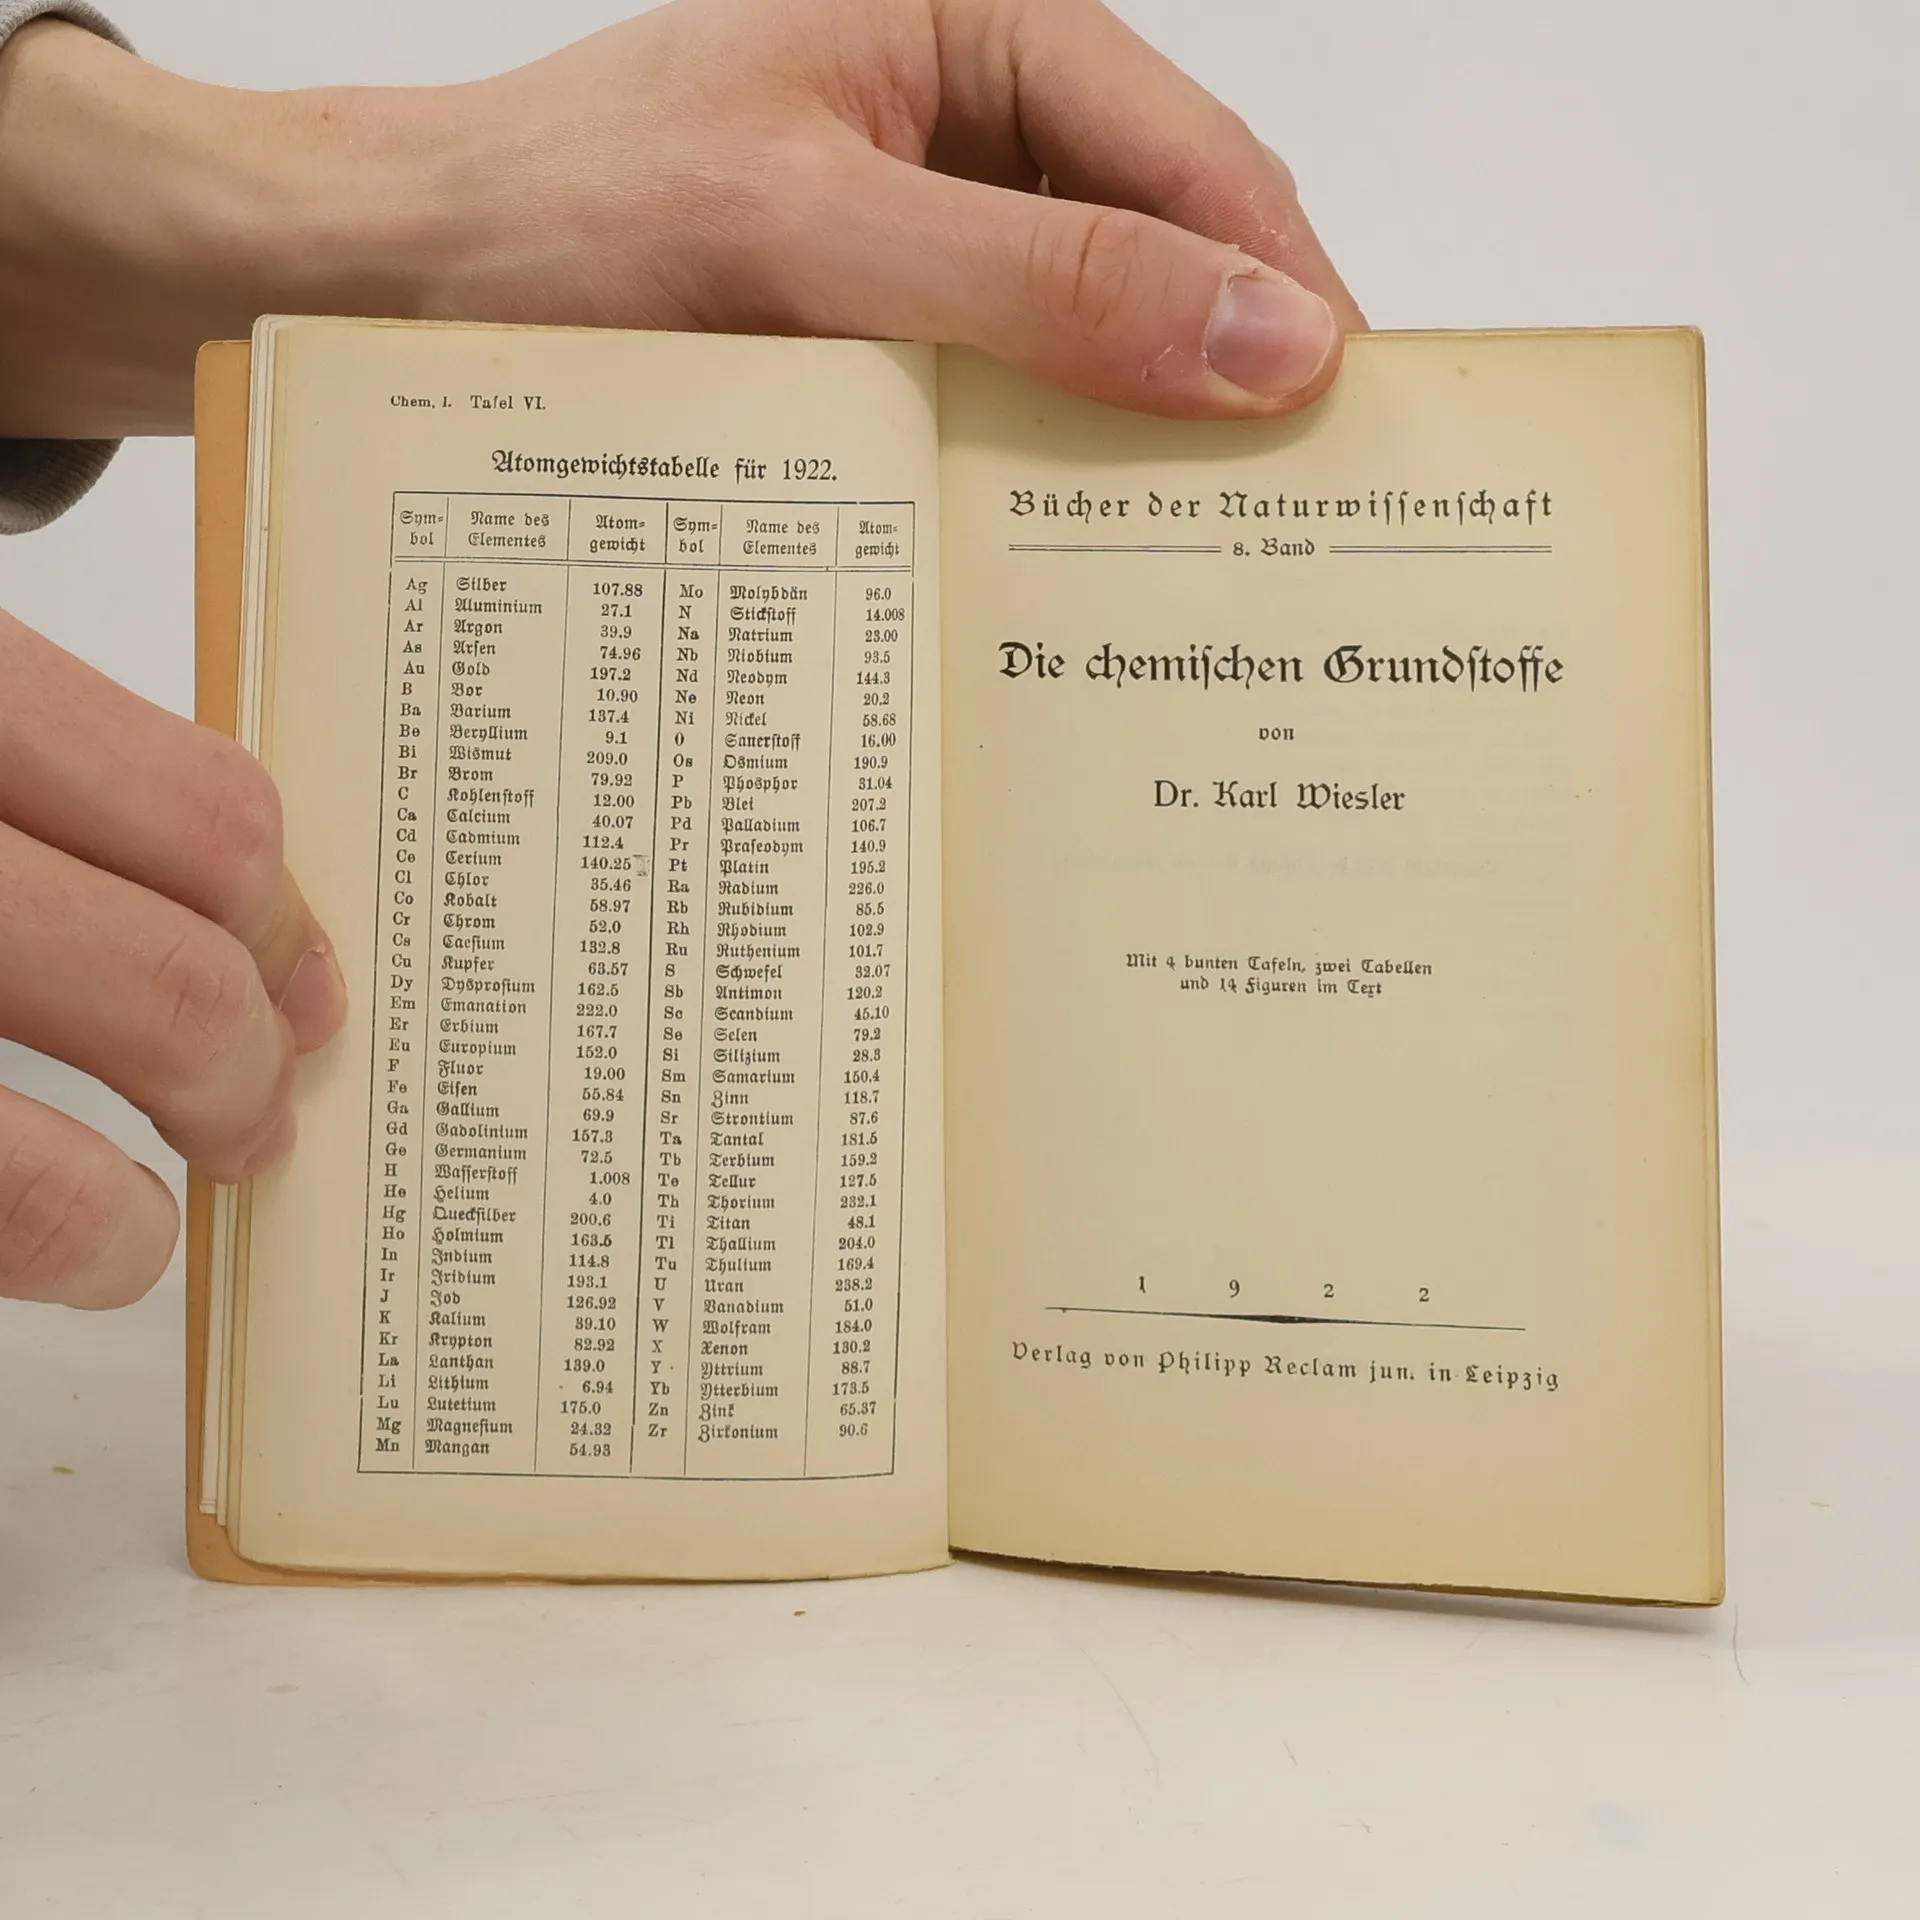 Chem. I. Tafel VI.
Atomgewichtstabelle für 1922.
Sym= bol Name des Elementes Atom= gewicht Sym= bol Name des Elementes Atom= gewicht
Ag Silber 107.88 Mo Molybdän 96.0
Al Aluminium 27.1 N Stickſtoff 14.008
Ar Argon 39.9 Na Natrium 23.00
As Arſen 74.96 Nb Niobium 93.5
Au Gold 197.2 Nd Neodym 144.3
B Bor 10.90 Ne Neon 20.2
Ba Barium 137.4 Ni Nickel 58.68
Be Beryllium 9.1 O Sauerſtoff 16.00
Bi Wismut 209.0 Os Osmium 190.9
Br Brom 79.92 P Phosphor 31.04
C Kohlenſtoff 12.00 Pb Blei 207.2
Ca Calcium 40.07 Pd Palladium 106.7
Cd Cadmium 112.4 Pr Praſeodym 140.9
Ce Cerium 140.25 Pt Platin 195.2
Cl Chlor 35.46 Ra Radium 226.0
Co Kobalt 58.97 Rb Rubidium 85.5
Cr Chrom 52.0 Rh Rhodium 102.9
Cs Caeſium 132.8 Ru Ruthenium 101.7
Cu Kupfer 63.57 S Schwefel 32.07
Dy Dysproſium 162.5 Sb Antimon 120.2
Em Emanation 222.0 Sc Scandium 45.10
Er Erbium 167.7 Se Selen 79.2
Eu Europium 152.0 Si Silizium 28.3
F Fluor 19.00 Sm Samarium 150.4
Fe Eiſen 55.84 Sn Zinn 118.7
Ga Gallium 69.9 Sr Strontium 87.6
Gd Gadolinium 157.3 Ta Tantal 181.5
Ge Germanium 72.5 Tb Terbium 159.2
H Waſſerſtoff 1.008 Te Tellur 127.5
He Helium 4.0 Th Thorium 232.1
Hg Queckſilber 200.6 Ti Titan 48.1
Ho Holmium 163.5 Tl Thallium 204.0
In Indium 114.8 Tu Thulium 169.4
Ir Iridium 193.1 U Uran 238.2
J Jod 126.92 V Vanadium 51.0
K Kalium 39.10 W Wolfram 184.0
Kr Krypton 82.92 X Xenon 130.2
La Lanthan 139.0 Y Yttrium 88.7
Li Lithium 6.94 Yb Ytterbium 173.5
Lu Lutetium 175.0 Zn Zink 65.37
Mg Magneſium 24.32 Zr Zirkonium 90.6
Mn Mangan 54.93
Bücher der Naturwiſſenſchaft
8. Band
Die chemiſchen Grundſtoffe
von
Dr. Karl Wiesler
Mit 4 bunten Tafeln, zwei Tabellen
und 14 Figuren im Text
1 9 2 2
Verlag von Philipp Reclam jun. in Leipzig